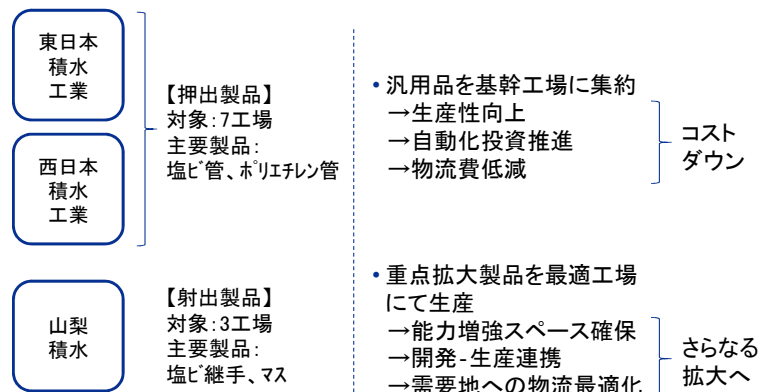 東日本
積水
工業
西日本
積水
工業
【押出製品】
対象:7工場
主要製品:
塩ﾋﾞ管、ﾎﾟﾘｴﾁﾚﾝ管
•汎用品を基幹工場に集約
→生産性向上
→自動化投資推進
→物流費低減
コスト
ダウン
山梨
積水
【射出製品】
対象:3工場
主要製品:
塩ﾋﾞ継手、マス
•重点拡大製品を最適工場
にて生産
→能力増強スペース確保
→開発-生産連携
→需要地への物流最適化
さらなる
拡大へ